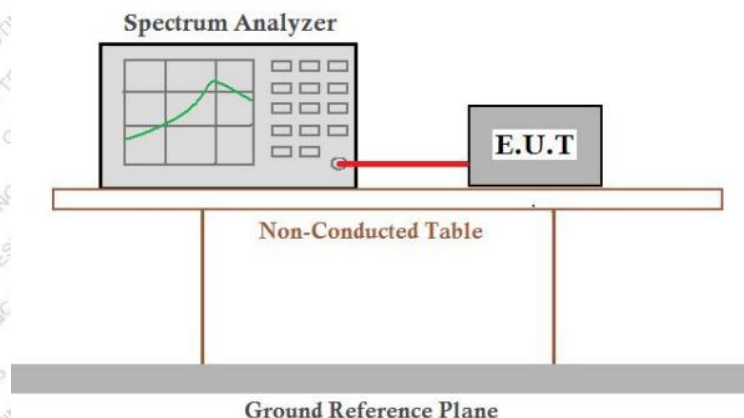 Spectrum Analyzer
E.U.T
Non-Conducted Table
Ground Reference Plane